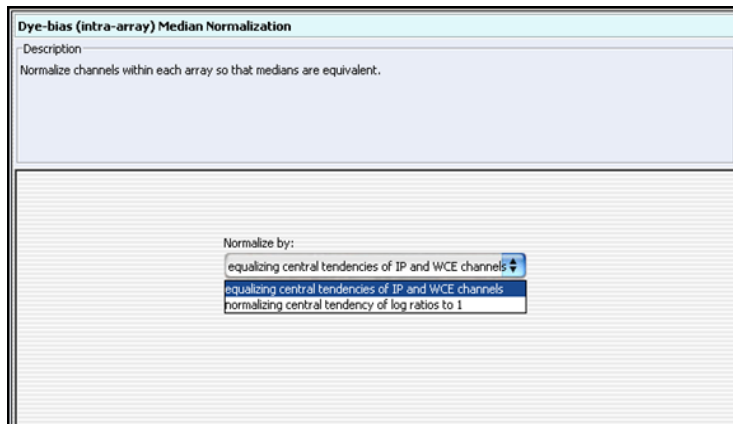 Dye-bias (intra-array) Median Normalization
Description
Normalize channels within each array so that medians are equivalent.
Normalize by:
equalizing central tendencies of IP and WCE channels
equalizing central tendencies of IP and WCE channels
normalizing central tendency of log ratios to 1